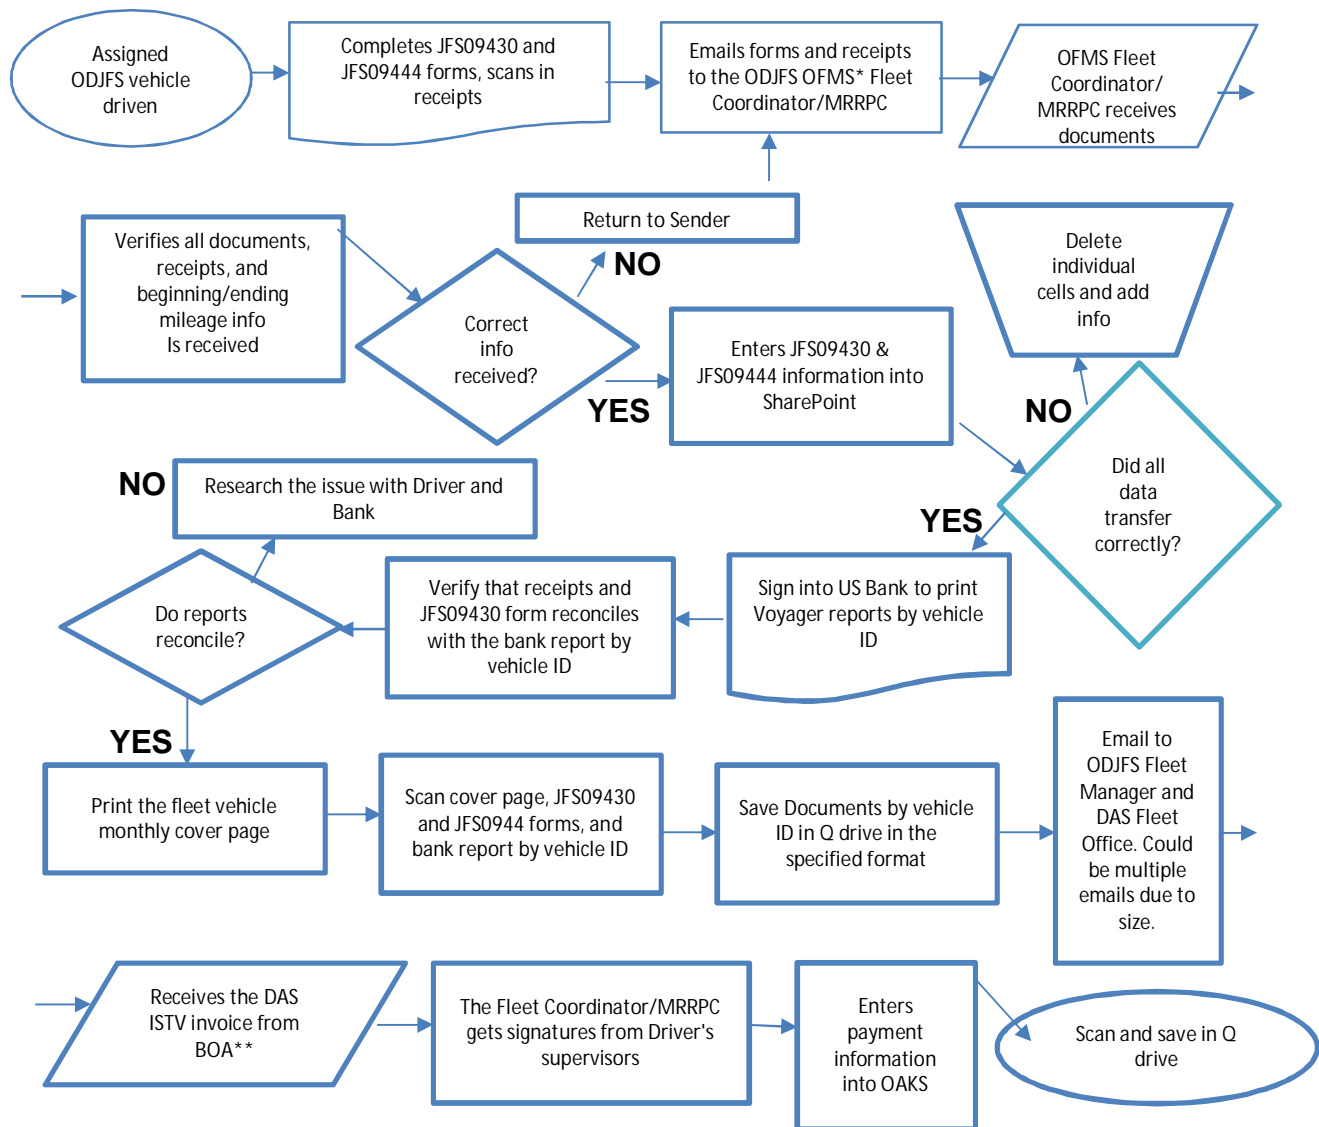 Assigned
ODJFS vehicle
driven
Completes JFS09430 and
JFS09444 forms, scans in
receipts
Emails forms and receipts
to the ODJFS OFMS* Fleet
Coordinator/MRRPC
OFMS Fleet
Coordinator/
MRRPC receives
documents
Verifies all documents,
receipts, and
beginning/ending
mileage info
Is received
Correct
info
received?
Return to Sender
NO
YES
Enters JFS09430 &
JFS09444 information into
SharePoint
Delete
individual
cells and add
info
NO
Did all
data
transfer
correctly?
YES
Sign into US Bank to print
Voyager reports by vehicle
ID
Verify that receipts and
JFS09430 form reconciles
with the bank report by
vehicle ID
Do reports
reconcile?
NO
Research the issue with Driver and
Bank
YES
Print the fleet vehicle
monthly cover page
Scan cover page, JFS09430
and JFS0944 forms, and
bank report by vehicle ID
Save Documents by vehicle
ID in Q drive in the
specified format
Email to
ODJFS Fleet
Manager and
DAS Fleet
Office. Could
be multiple
emails due to
size.
Receives the DAS
ISTV invoice from
BOA**
The Fleet Coordinator/MRRPC
gets signatures from Driver's
supervisors
Enters
payment
information
into OAKS
Scan and save in Q
drive